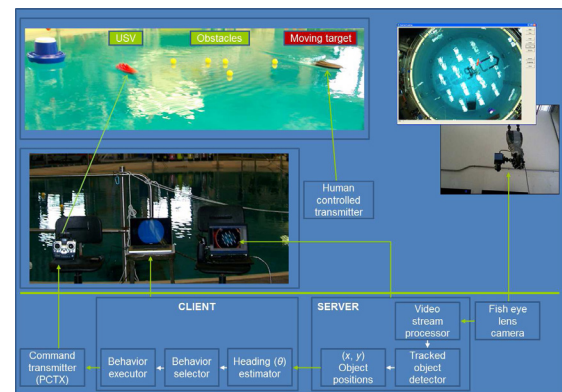 USV
Obstacles
Moving target
Human
controlled
transmitter
CLIENT
SERVER
Video
stream
processor
Fish eye
lens
camera
Command
transmitter
(PCTX)
Behavior
executor
Behavior
selector
Heading (θ)
estimator
(x, y)
Object
positions
Tracked
object
detector